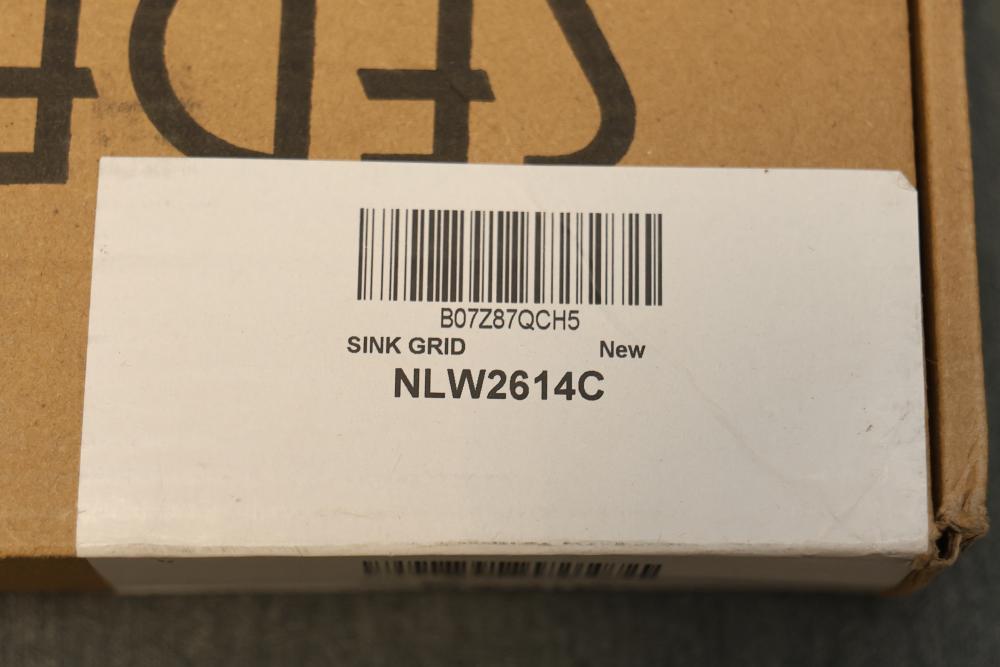 B07Z87QCH5
SINK GRID New
NLW2614C